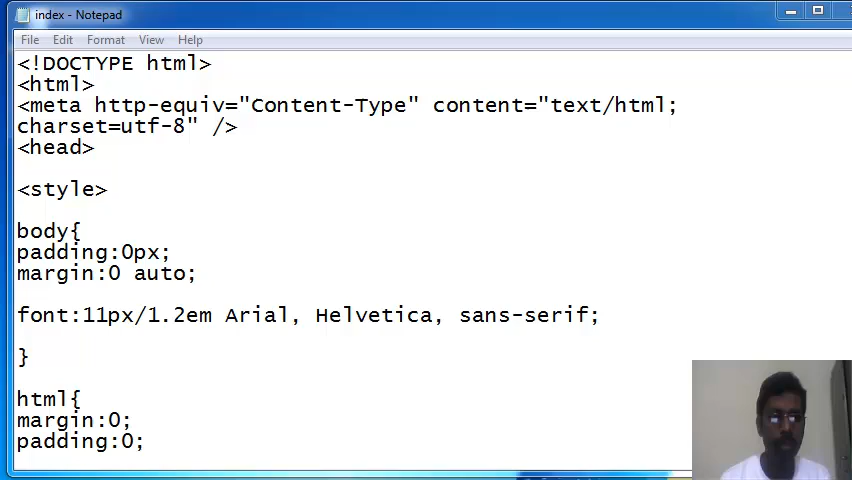 index - Notepad
File Edit Format View Help
<!DOCTYPE html>
<html>
<meta http-equiv="Content-Type" content="text/html;
charset=utf-8" />
<head>
<style>
body{
padding:0px;
margin:0 auto;
font:11px/1.2em Arial, Helvetica, sans-serif;
}
html{
margin:0;
padding:0;